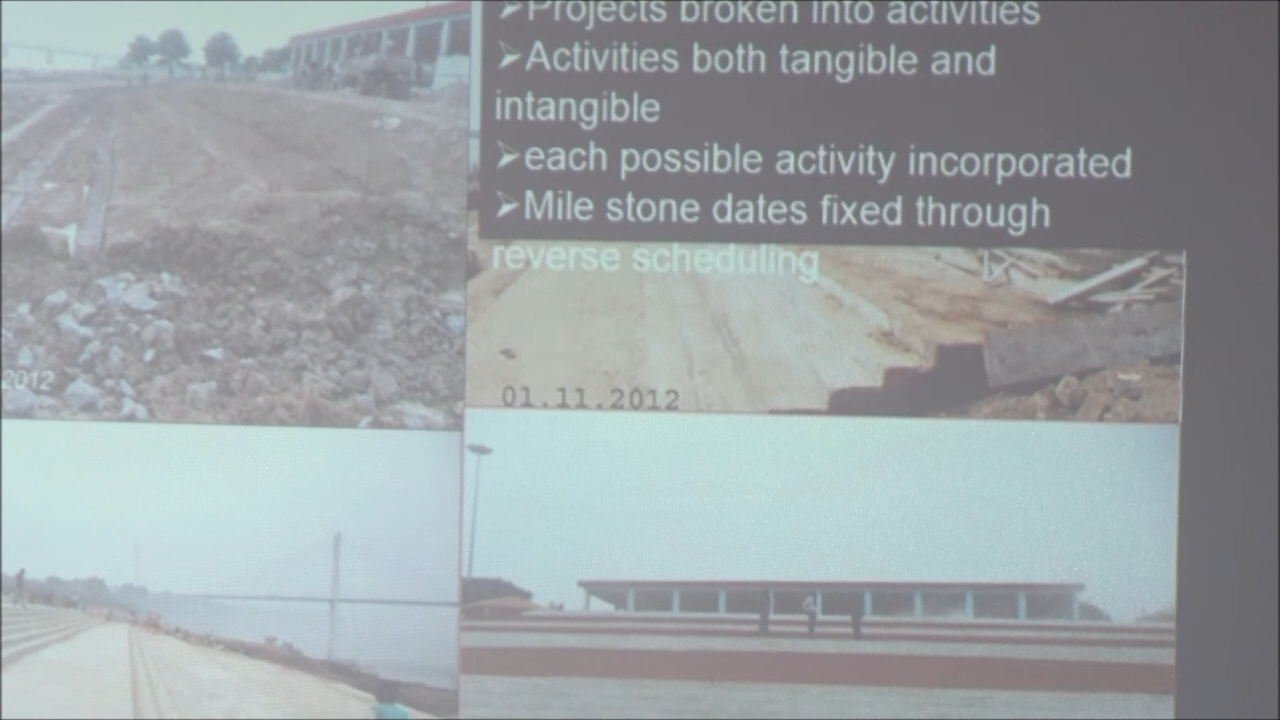 ➢Projects broken into activities
➢Activities both tangible and
intangible
➢each possible activity incorporated
➢Mile stone dates fixed through
reverse scheduling
2012
01.11.2012